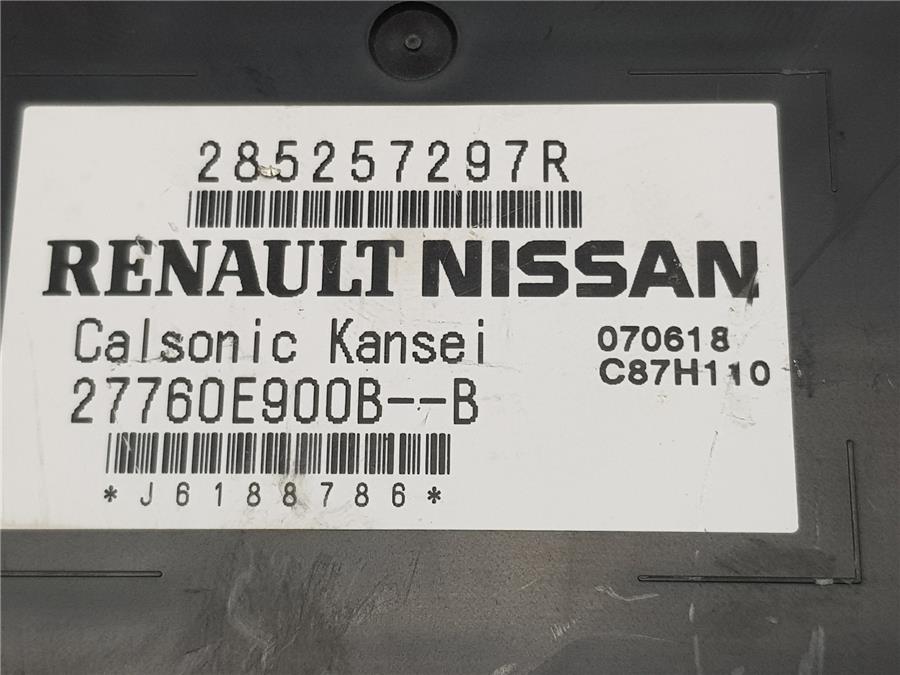 285257297R
RENAULT NISSAN
Calsonic Kansei
070618
27760E900B--B
C87H110
*J6188786*